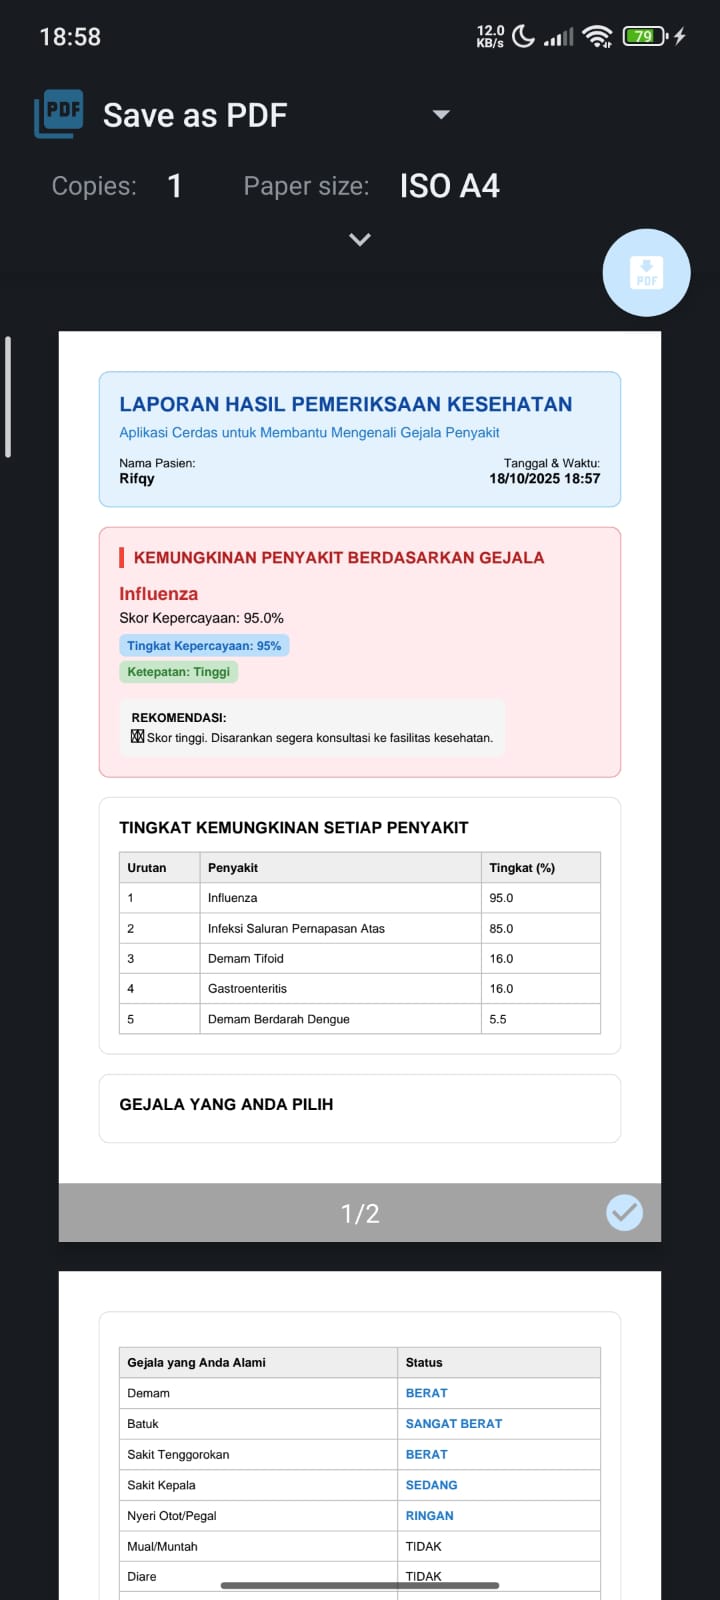 18:58
12.0 KB/s
79
PDF
Save as PDF
Copies: 1 Paper size: ISO A4
PDF
LAPORAN HASIL PEMERIKSAAN KESEHATAN
Aplikasi Cerdas untuk Membantu Mengenali Gejala Penyakit
Nama Pasien: Tanggal & Waktu:
Rifqy 18/10/2025 18:57
KEMUNGKINAN PENYAKIT BERDASARKAN GEJALA
Influenza
Skor Kepercayaan: 95.0%
Tingkat Kepercayaan: 95%
Ketepatan: Tinggi
REKOMENDASI:
Skor tinggi. Disarankan segera konsultasi ke fasilitas kesehatan.
TINGKAT KEMUNGKINAN SETIAP PENYAKIT
Urutan Penyakit Tingkat (%)
1 Influenza 95.0
2 Infeksi Saluran Pernapasan Atas 85.0
3 Demam Tifoid 16.0
4 Gastroenteritis 16.0
5 Demam Berdarah Dengue 5.5
GEJALA YANG ANDA PILIH
1/2
Gejala yang Anda Alami Status
Demam BERAT
Batuk SANGAT BERAT
Sakit Tenggorokan BERAT
Sakit Kepala SEDANG
Nyeri Otot/Pegal RINGAN
Mual/Muntah TIDAK
Diare TIDAK